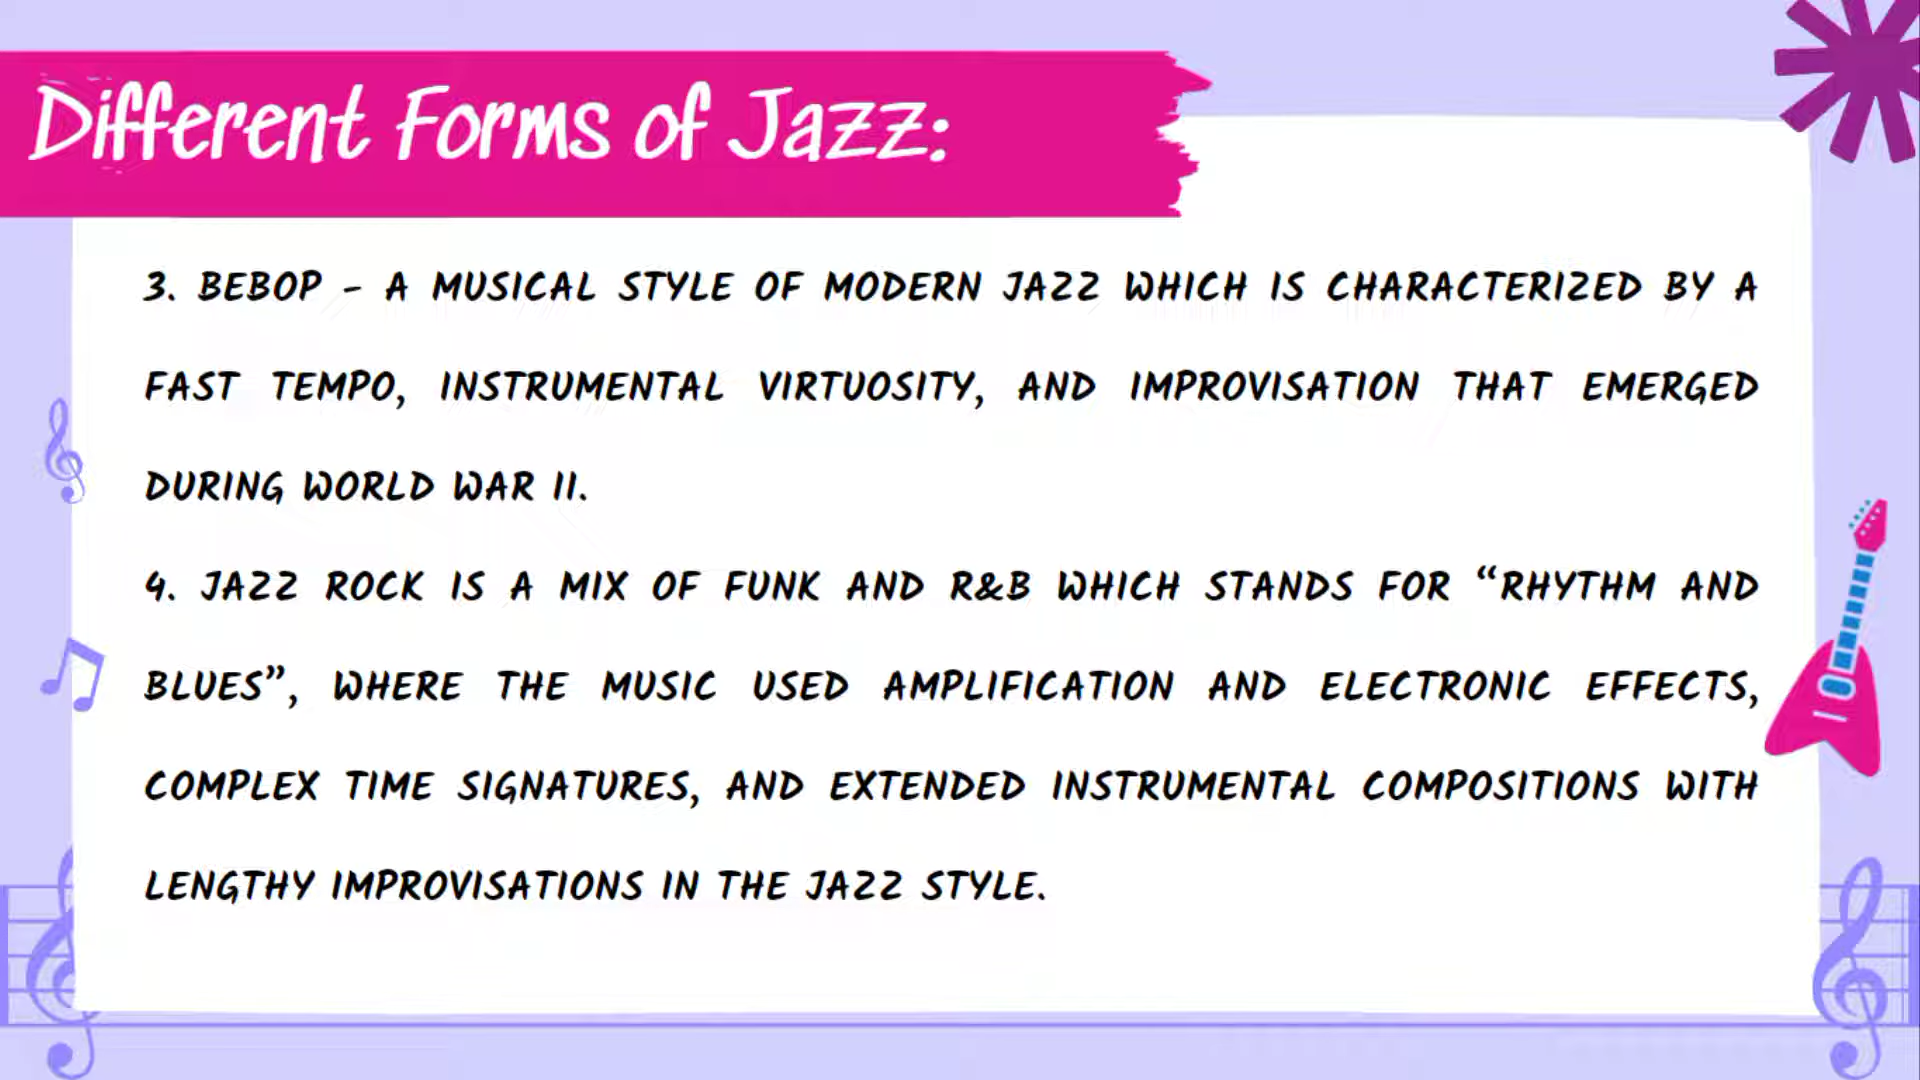 Different Forms of Jazz:
3. BEBOP - A MUSICAL STYLE OF MODERN JAZZ WHICH IS CHARACTERIZED BY A
FAST TEMPO, INSTRUMENTAL VIRTUOSITY, AND IMPROVISATION THAT EMERGED
DURING WORLD WAR II.
4. JAZZ ROCK IS A MIX OF FUNK AND R&B WHICH STANDS FOR “RHYTHM AND
BLUES”, WHERE THE MUSIC USED AMPLIFICATION AND ELECTRONIC EFFECTS,
COMPLEX TIME SIGNATURES, AND EXTENDED INSTRUMENTAL COMPOSITIONS WITH
LENGTHY IMPROVISATIONS IN THE JAZZ STYLE.